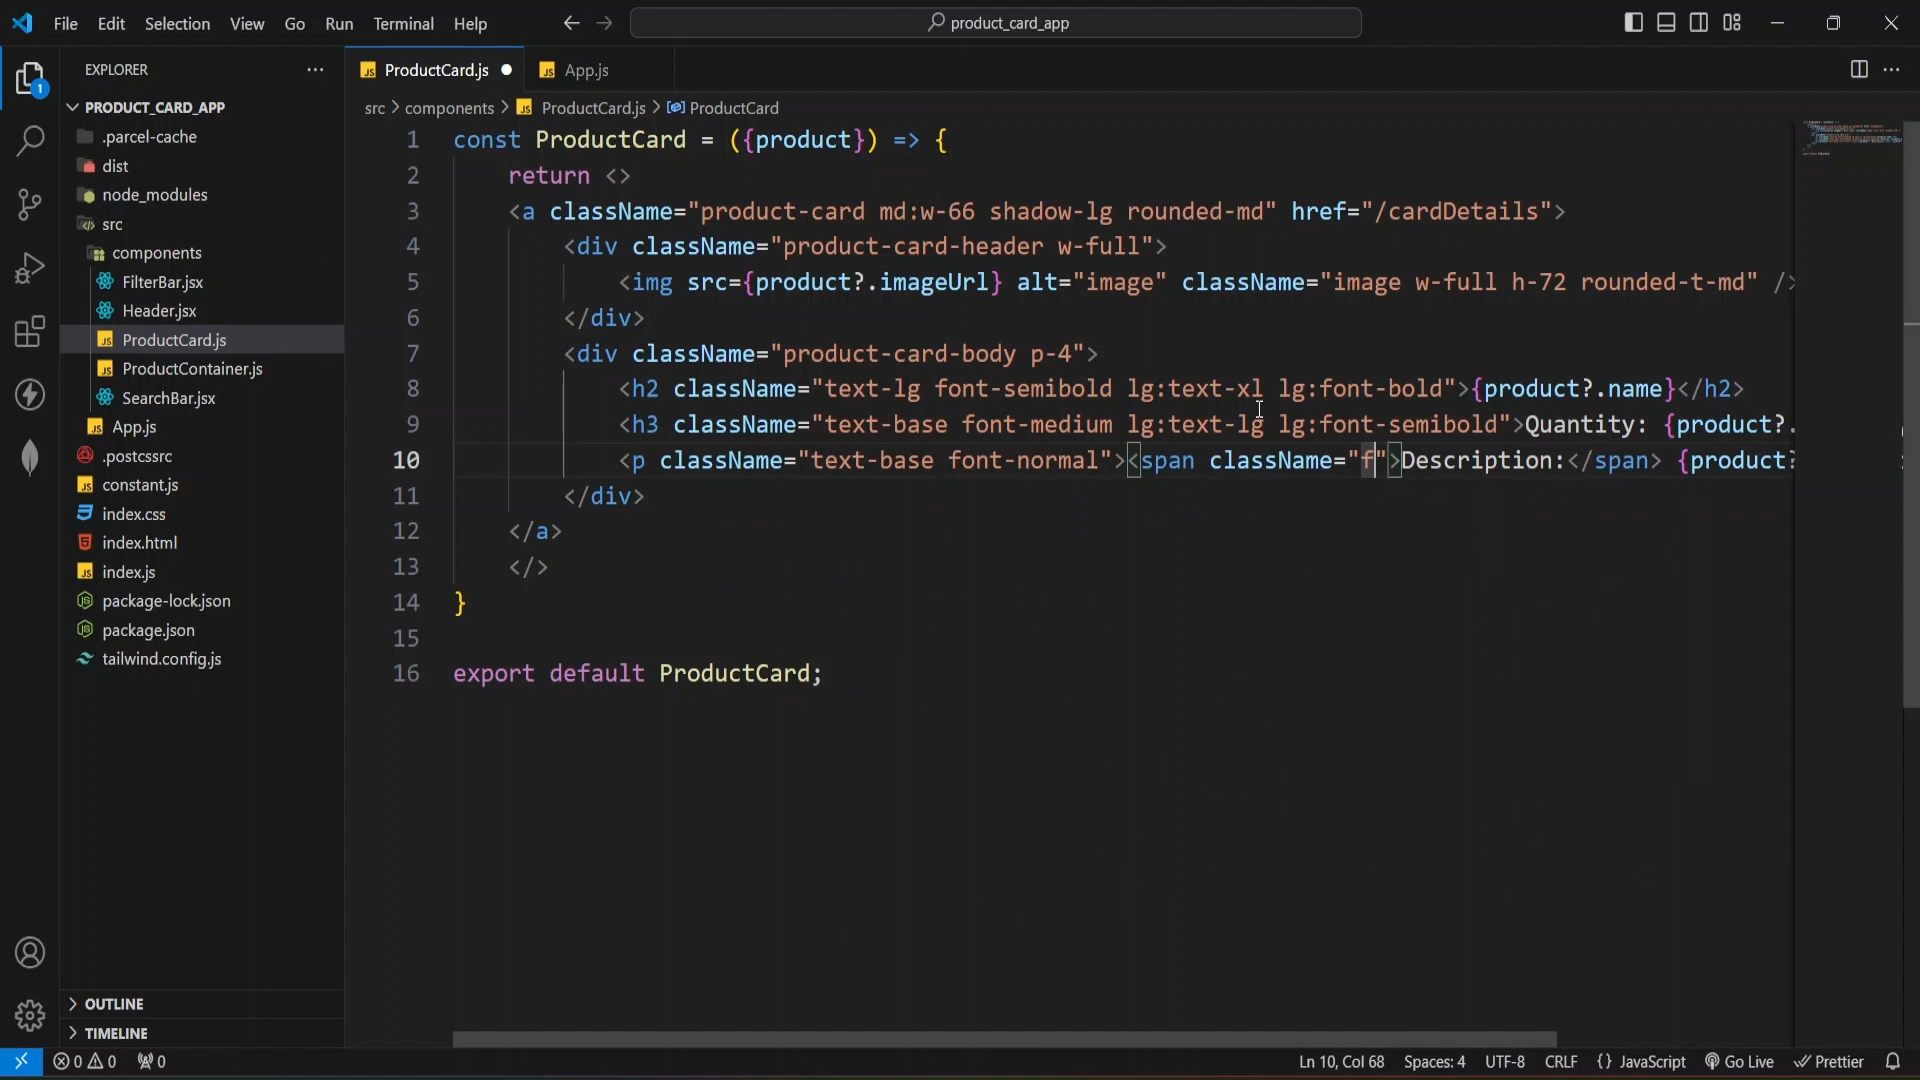 File Edit Selection View Go Run Terminal Help
product_card_app
EXPLORER
1
PRODUCT_CARD_APP
.parcel-cache
dist
node_modules
src
components
FilterBar.jsx
Header.jsx
ProductCard.js
ProductContainer.js
SearchBar.jsx
App.js
.postcssrc
constant.js
index.css
index.html
index.js
package-lock.json
package.json
tailwind.config.js
OUTLINE
TIMELINE
ProductCard.js App.js
src > components > ProductCard.js > ProductCard
1 const ProductCard = ({product}) => {
2 return <>
3 <a className="product-card md:w-66 shadow-lg rounded-md" href="/cardDetails">
4 <div className="product-card-header w-full">
5 <img src={product?.imageUrl} alt="image" className="image w-full h-72 rounded-t-md" />
6 </div>
7 <div className="product-card-body p-4">
8 <h2 className="text-lg font-semibold lg:text-xl lg:font-bold">{product?.name}</h2>
9 <h3 className="text-base font-medium lg:text-lg lg:font-semibold">Quantity: {product?.
10 <p className="text-base font-normal"><span className="f">Description:</span> {product?
11 </div>
12 </a>
13 </>
14 }
15
16 export default ProductCard;
0 0 0 Ln 10, Col 68 Spaces: 4 UTF-8 CRLF {} JavaScript Go Live Prettier